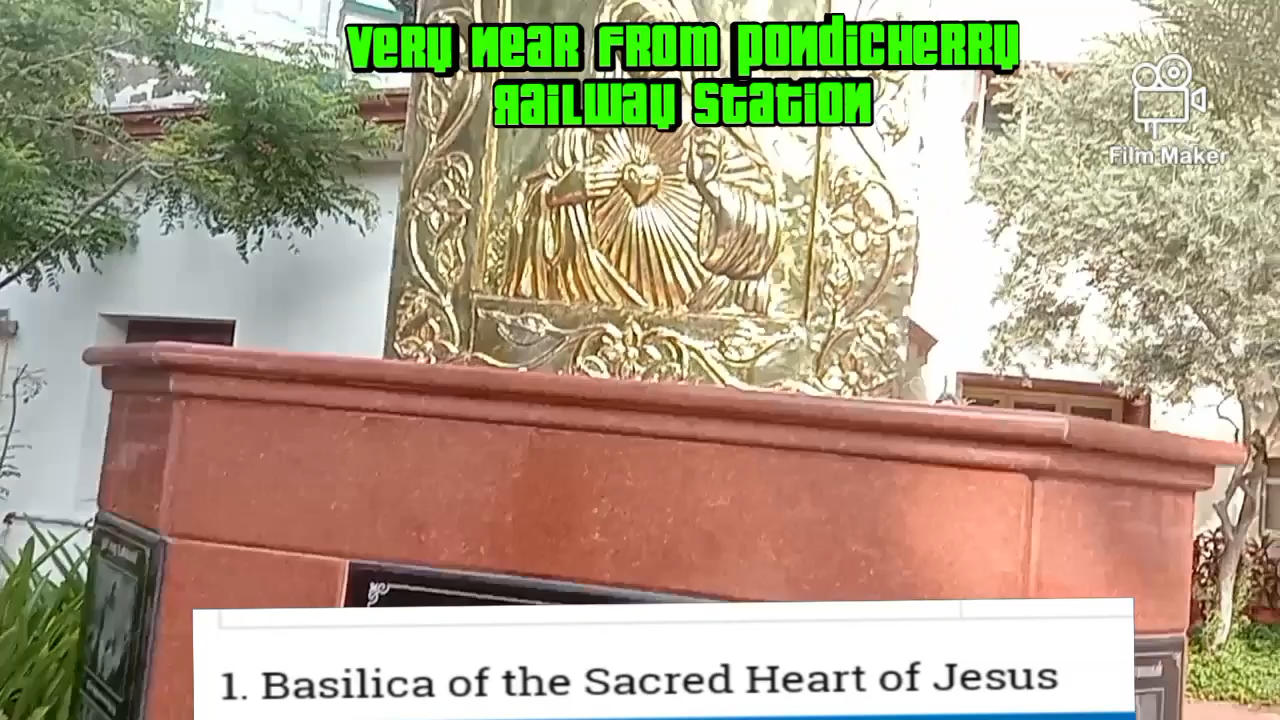 VERY NEAR FROM PONDICHERRY
RAILWAY STATION
Film Maker
1. Basilica of the Sacred Heart of Jesus